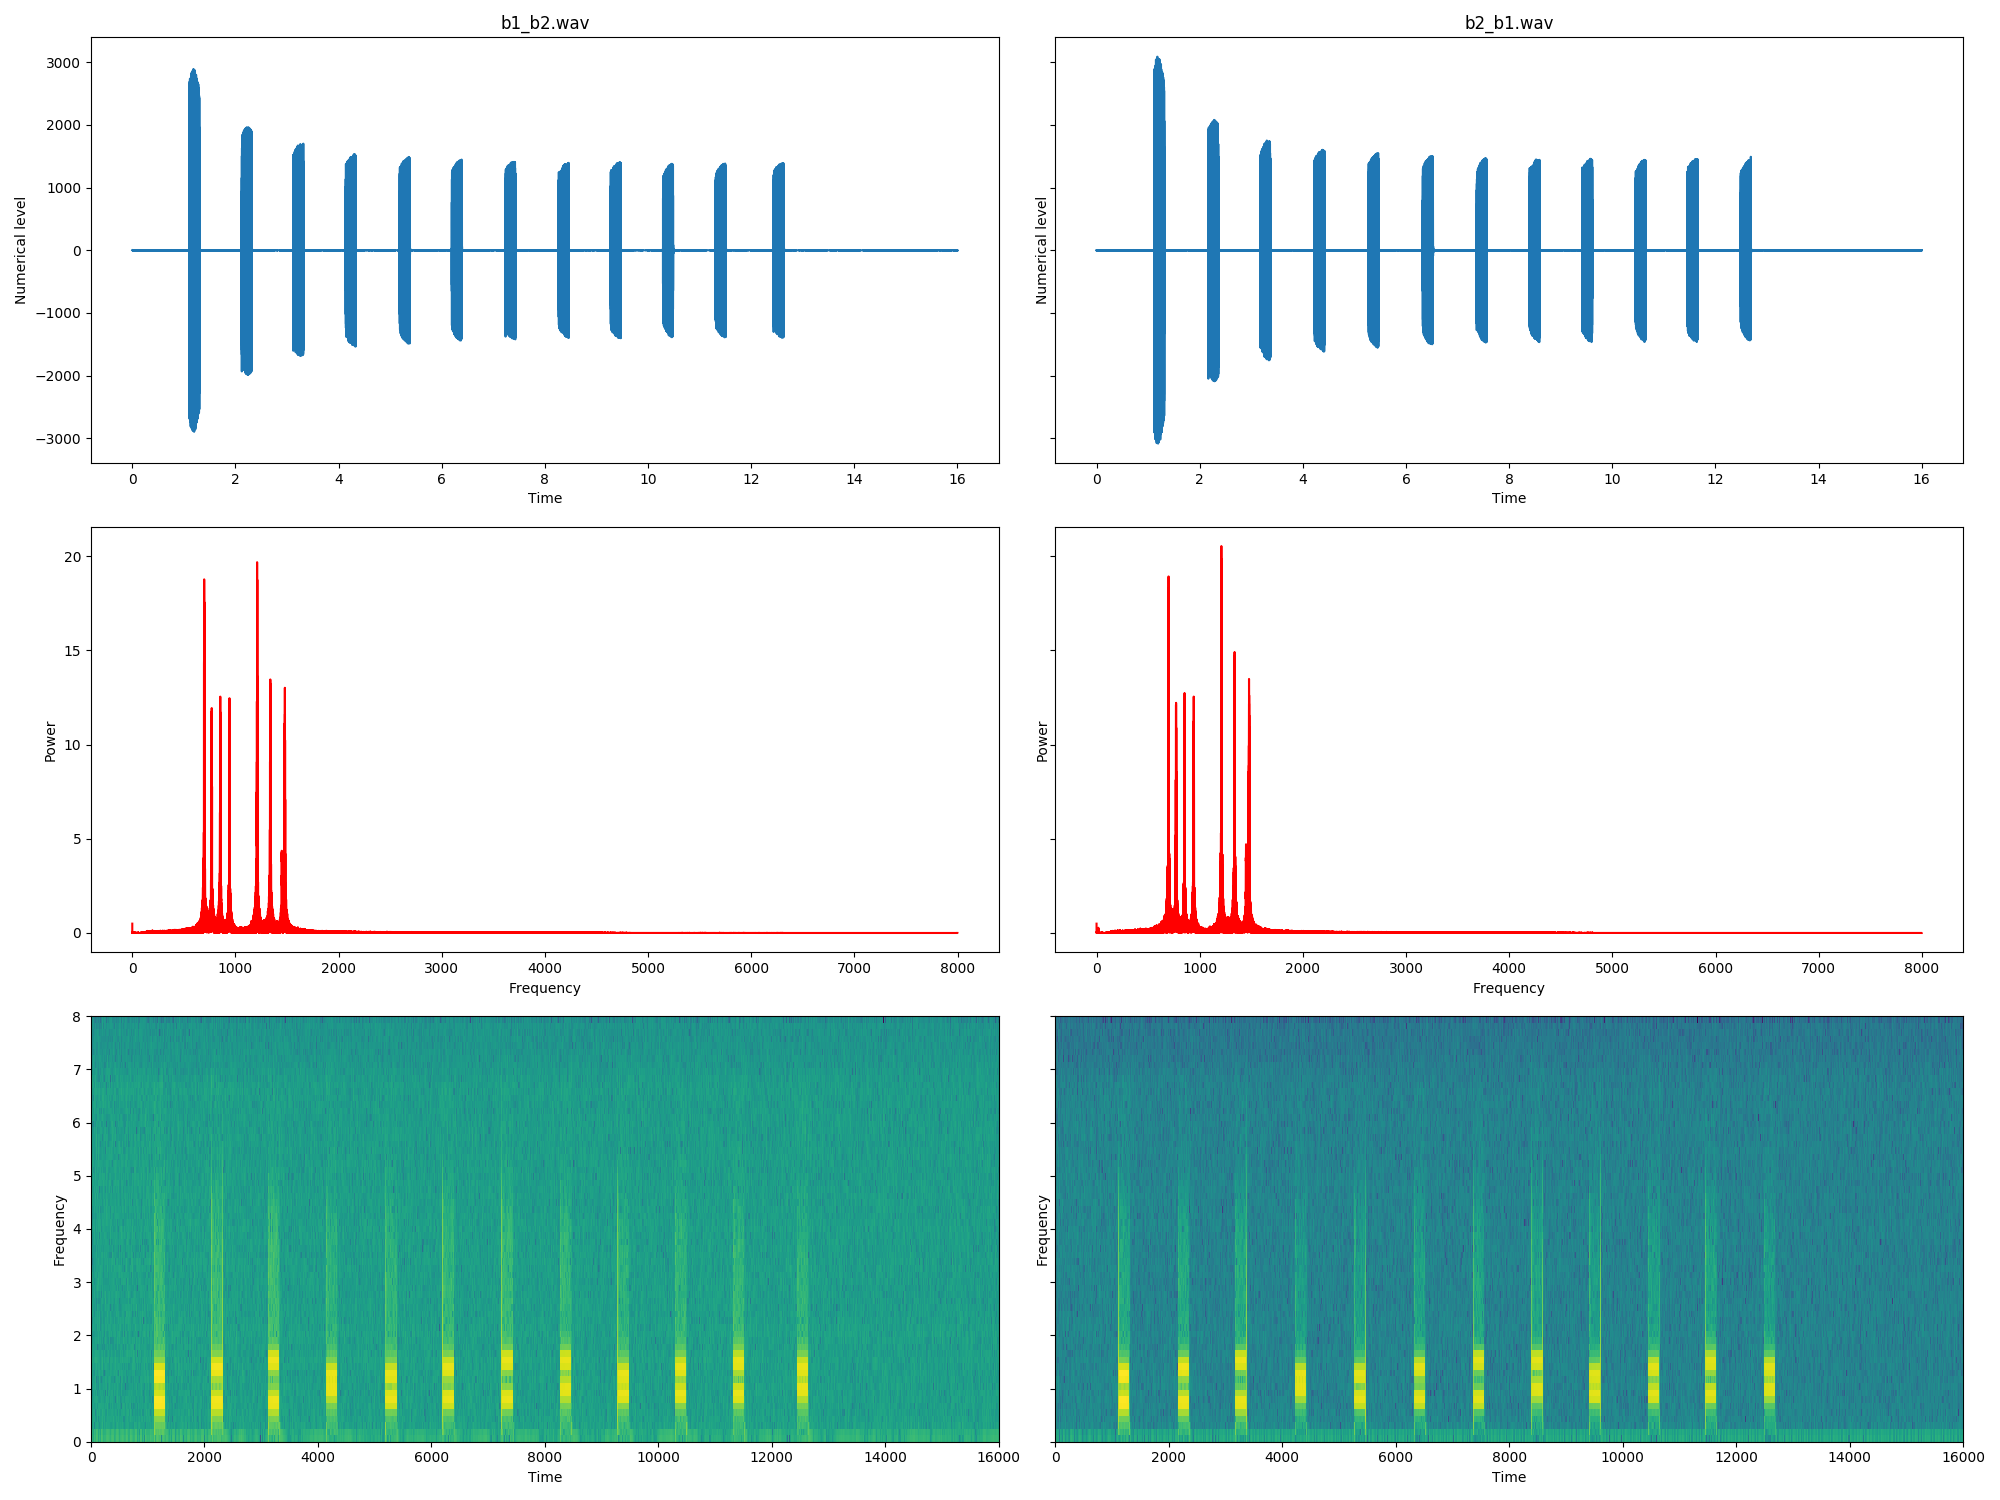 b1_b2.wav
b2_b1.wav
3000
2000
1000
0
−1000
−2000
−3000
Numerical level
Numerical level
0 2 4 6 8 10 12 14 16
0 2 4 6 8 10 12 14 16
Time
Time
20
15
10
5
0
Power
Power
0 1000 2000 3000 4000 5000 6000 7000 8000
0 1000 2000 3000 4000 5000 6000 7000 8000
Frequency
Frequency
8
7
6
5
4
3
2
1
0
Frequency
Frequency
0 2000 4000 6000 8000 10000 12000 14000 16000
0 2000 4000 6000 8000 10000 12000 14000 16000
Time
Time